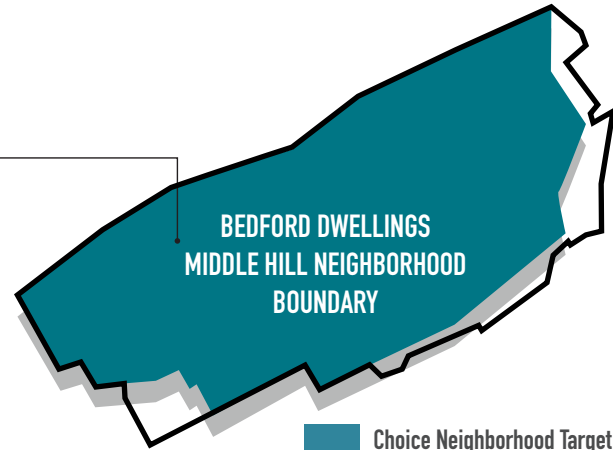 BEDFORD DWELLINGS
MIDDLE HILL NEIGHBORHOOD
BOUNDARY
Choice Neighborhood Target